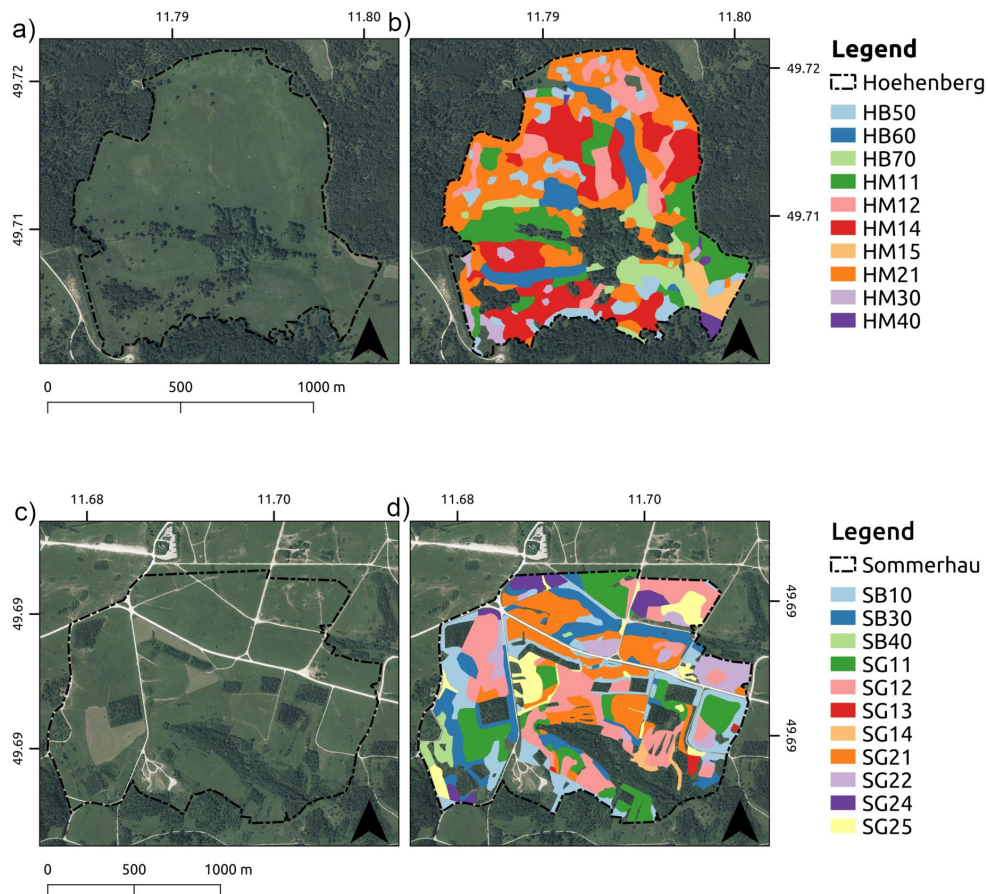 a)
11.79
11.80
49.72
49.71
0
500
1000 m
b)
11.79
11.80
49.72
49.71
Legend
Hoehenberg
HB50
HB60
HB70
HM11
HM12
HM14
HM15
HM21
HM30
HM40
c)
11.68
11.70
49.69
49.69
0
500
1000 m
d)
11.68
11.70
49.69
49.69
Legend
Sommerhau
SB10
SB30
SB40
SG11
SG12
SG13
SG14
SG21
SG22
SG24
SG25